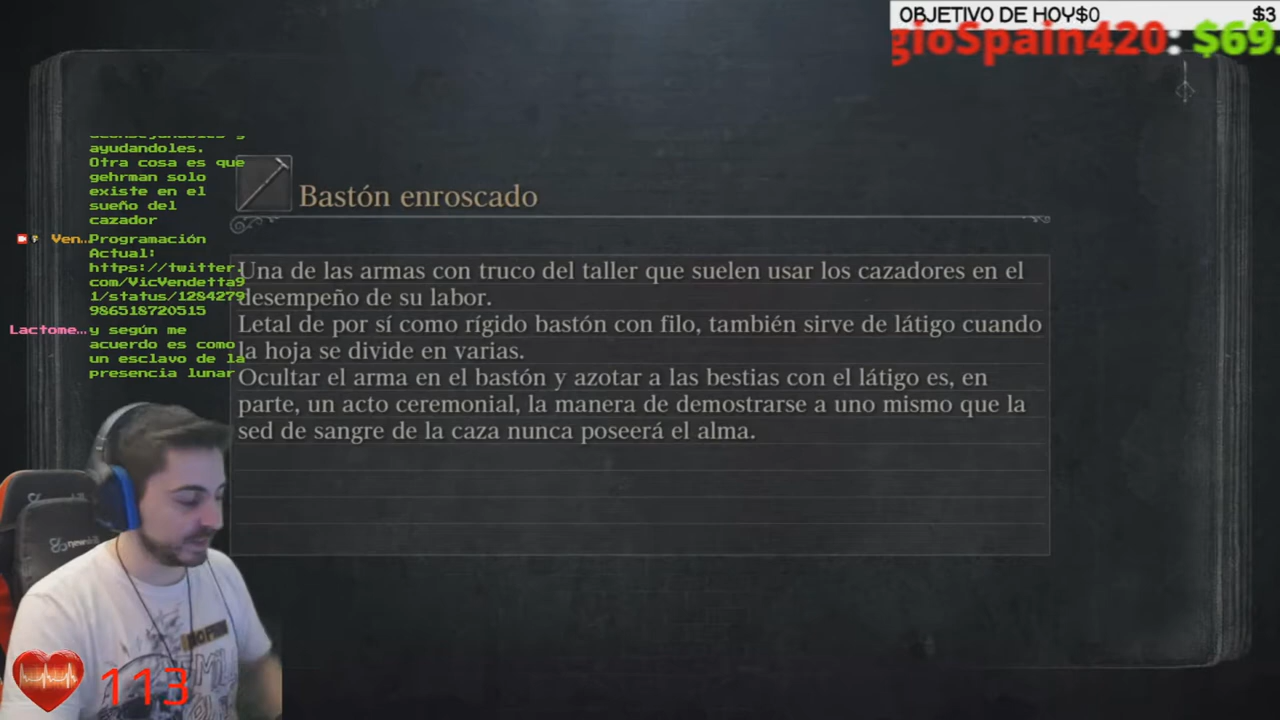 OBJETIVO DE HOY$0
$3
gioSpain420: $69.
ayudandoles.
Otra cosa es que
gehrman solo
existe en el
sueño del
cazador
Ven..Programación
Actual:
https://twitter.
com/VicVendetta9
1/status/1284279
986518720515
Lactome...y según me
acuerdo es como
un esclavo de la
presencia lunar
Bastón enroscado
Una de las armas con truco del taller que suelen usar los cazadores en el
desempeño de su labor.
Letal de por sí como rígido bastón con filo, también sirve de látigo cuando
la hoja se divide en varias.
Ocultar el arma en el bastón y azotar a las bestias con el látigo es, en
parte, un acto ceremonial, la manera de demostrarse a uno mismo que la
sed de sangre de la caza nunca poseerá el alma.
113